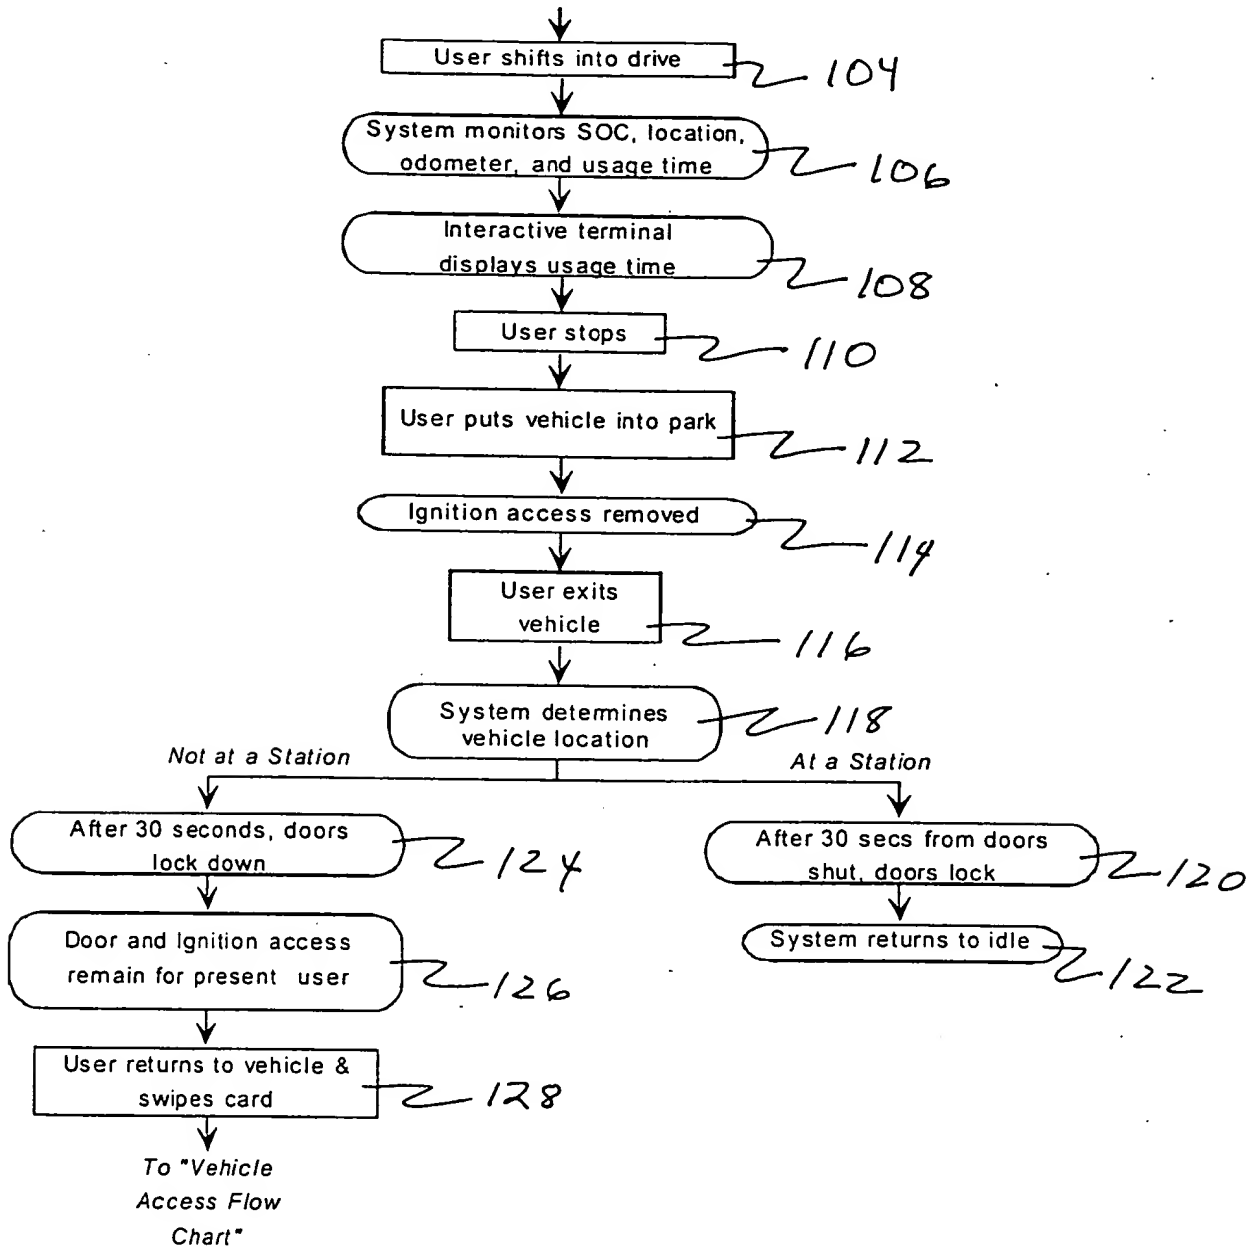 User shifts into drive
104
System monitors SOC, location,
odometer, and usage time
106
Interactive terminal
displays usage time
108
User stops
110
User puts vehicle into park
112
Ignition access removed
114
User exits
vehicle
116
System determines
vehicle location
118
Not at a Station
At a Station
After 30 seconds, doors
lock down
124
After 30 secs from doors
shut, doors lock
120
Door and Ignition access
remain for present user
126
System returns to idle
122
User returns to vehicle &
swipes card
128
To "Vehicle
Access Flow
Chart"